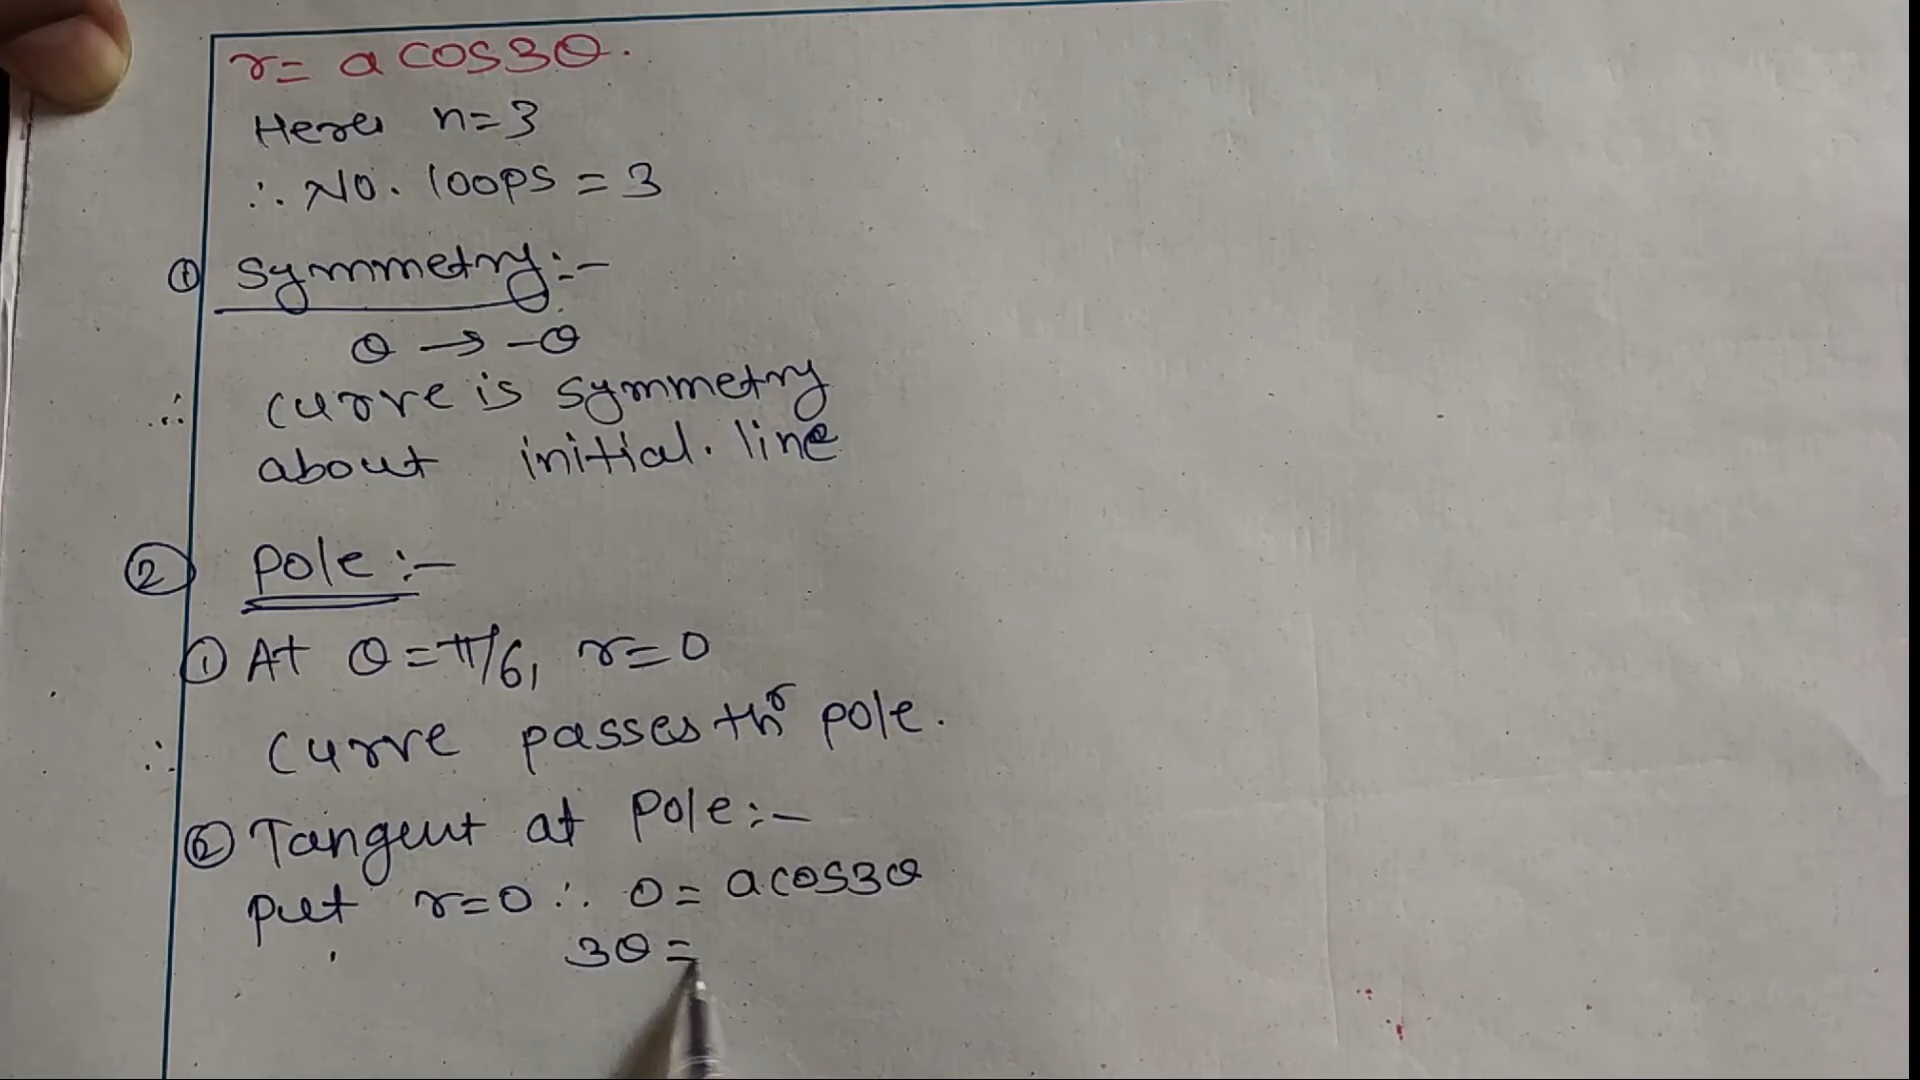 r = a cos3θ.
Here n=3
∴ No. loops = 3
① Symmetry :-
θ → -θ
∴ curve is symmetry
about initial. line
② Pole :-
① At θ = π/6, r=0
∴ curve passes thr pole.
② Tangent at Pole :-
put r=0 ∴ 0 = a cos3θ
3θ =